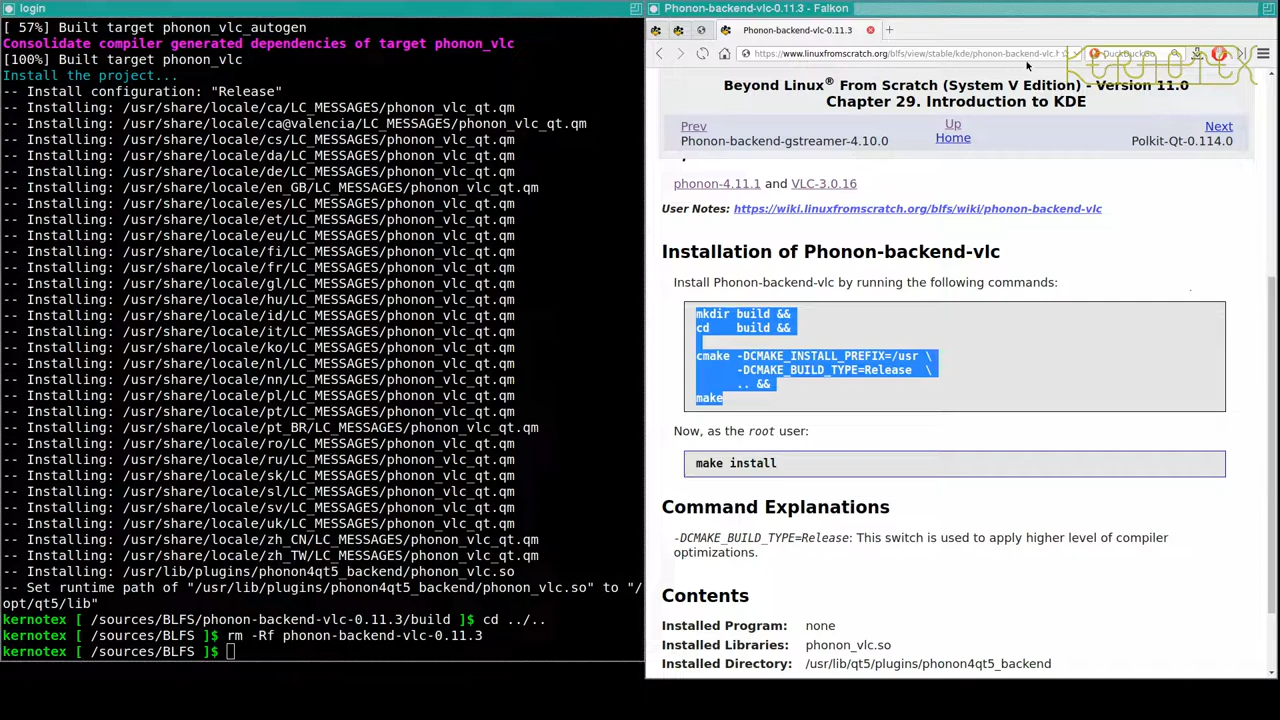 login
[ 57%] Built target phonon_vlc_autogen
Consolidate compiler generated dependencies of target phonon_vlc
[100%] Built target phonon_vlc
Install the project...
-- Install configuration: "Release"
-- Installing: /usr/share/locale/ca/LC_MESSAGES/phonon_vlc_qt.qm
-- Installing: /usr/share/locale/ca@valencia/LC_MESSAGES/phonon_vlc_qt.qm
-- Installing: /usr/share/locale/cs/LC_MESSAGES/phonon_vlc_qt.qm
-- Installing: /usr/share/locale/da/LC_MESSAGES/phonon_vlc_qt.qm
-- Installing: /usr/share/locale/de/LC_MESSAGES/phonon_vlc_qt.qm
-- Installing: /usr/share/locale/en_GB/LC_MESSAGES/phonon_vlc_qt.qm
-- Installing: /usr/share/locale/es/LC_MESSAGES/phonon_vlc_qt.qm
-- Installing: /usr/share/locale/et/LC_MESSAGES/phonon_vlc_qt.qm
-- Installing: /usr/share/locale/eu/LC_MESSAGES/phonon_vlc_qt.qm
-- Installing: /usr/share/locale/fi/LC_MESSAGES/phonon_vlc_qt.qm
-- Installing: /usr/share/locale/fr/LC_MESSAGES/phonon_vlc_qt.qm
-- Installing: /usr/share/locale/gl/LC_MESSAGES/phonon_vlc_qt.qm
-- Installing: /usr/share/locale/hu/LC_MESSAGES/phonon_vlc_qt.qm
-- Installing: /usr/share/locale/id/LC_MESSAGES/phonon_vlc_qt.qm
-- Installing: /usr/share/locale/it/LC_MESSAGES/phonon_vlc_qt.qm
-- Installing: /usr/share/locale/ko/LC_MESSAGES/phonon_vlc_qt.qm
-- Installing: /usr/share/locale/nl/LC_MESSAGES/phonon_vlc_qt.qm
-- Installing: /usr/share/locale/nn/LC_MESSAGES/phonon_vlc_qt.qm
-- Installing: /usr/share/locale/pl/LC_MESSAGES/phonon_vlc_qt.qm
-- Installing: /usr/share/locale/pt/LC_MESSAGES/phonon_vlc_qt.qm
-- Installing: /usr/share/locale/pt_BR/LC_MESSAGES/phonon_vlc_qt.qm
-- Installing: /usr/share/locale/ro/LC_MESSAGES/phonon_vlc_qt.qm
-- Installing: /usr/share/locale/ru/LC_MESSAGES/phonon_vlc_qt.qm
-- Installing: /usr/share/locale/sk/LC_MESSAGES/phonon_vlc_qt.qm
-- Installing: /usr/share/locale/sl/LC_MESSAGES/phonon_vlc_qt.qm
-- Installing: /usr/share/locale/sv/LC_MESSAGES/phonon_vlc_qt.qm
-- Installing: /usr/share/locale/uk/LC_MESSAGES/phonon_vlc_qt.qm
-- Installing: /usr/share/locale/zh_CN/LC_MESSAGES/phonon_vlc_qt.qm
-- Installing: /usr/share/locale/zh_TW/LC_MESSAGES/phonon_vlc_qt.qm
-- Installing: /usr/lib/plugins/phonon4qt5_backend/phonon_vlc.so
-- Set runtime path of "/usr/lib/plugins/phonon4qt5_backend/phonon_vlc.so" to "/
opt/qt5/lib"
kernotex [ /sources/BLFS/phonon-backend-vlc-0.11.3/build ]$ cd ../..
kernotex [ /sources/BLFS ]$ rm -Rf phonon-backend-vlc-0.11.3
kernotex [ /sources/BLFS ]$
Phonon-backend-vlc-0.11.3 - Falkon
Phonon-backend-vlc-0.11.3
https://www.linuxfromscratch.org/blfs/view/stable/kde/phonon-backend-vlc.h
DuckDuckGo
KERNOTEX
Beyond Linux® From Scratch (System V Edition) - Version 11.0
Chapter 29. Introduction to KDE
Prev
Up
Next
Phonon-backend-gstreamer-4.10.0
Home
Polkit-Qt-0.114.0
phonon-4.11.1 and VLC-3.0.16
User Notes: https://wiki.linuxfromscratch.org/blfs/wiki/phonon-backend-vlc
Installation of Phonon-backend-vlc
Install Phonon-backend-vlc by running the following commands:
mkdir build &&
cd    build &&
cmake -DCMAKE_INSTALL_PREFIX=/usr \
-DCMAKE_BUILD_TYPE=Release  \
.. &&
make
Now, as the root user:
make install
Command Explanations
-DCMAKE_BUILD_TYPE=Release: This switch is used to apply higher level of compiler
optimizations.
Contents
Installed Program: none
Installed Libraries: phonon_vlc.so
Installed Directory: /usr/lib/qt5/plugins/phonon4qt5_backend